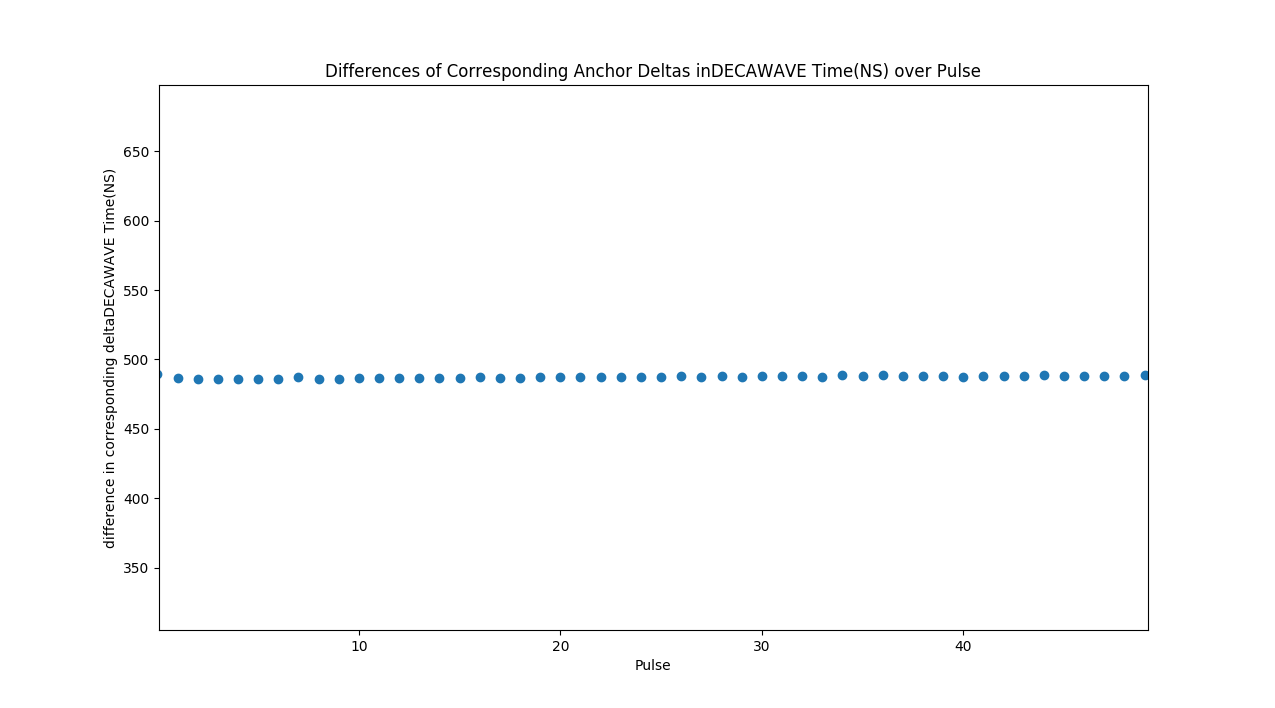 Differences of Corresponding Anchor Deltas inDECAWAVE Time(NS) over Pulse
difference in corresponding deltaDECAWAVE Time(NS)
650
600
550
500
450
400
350
10 20 30 40
Pulse